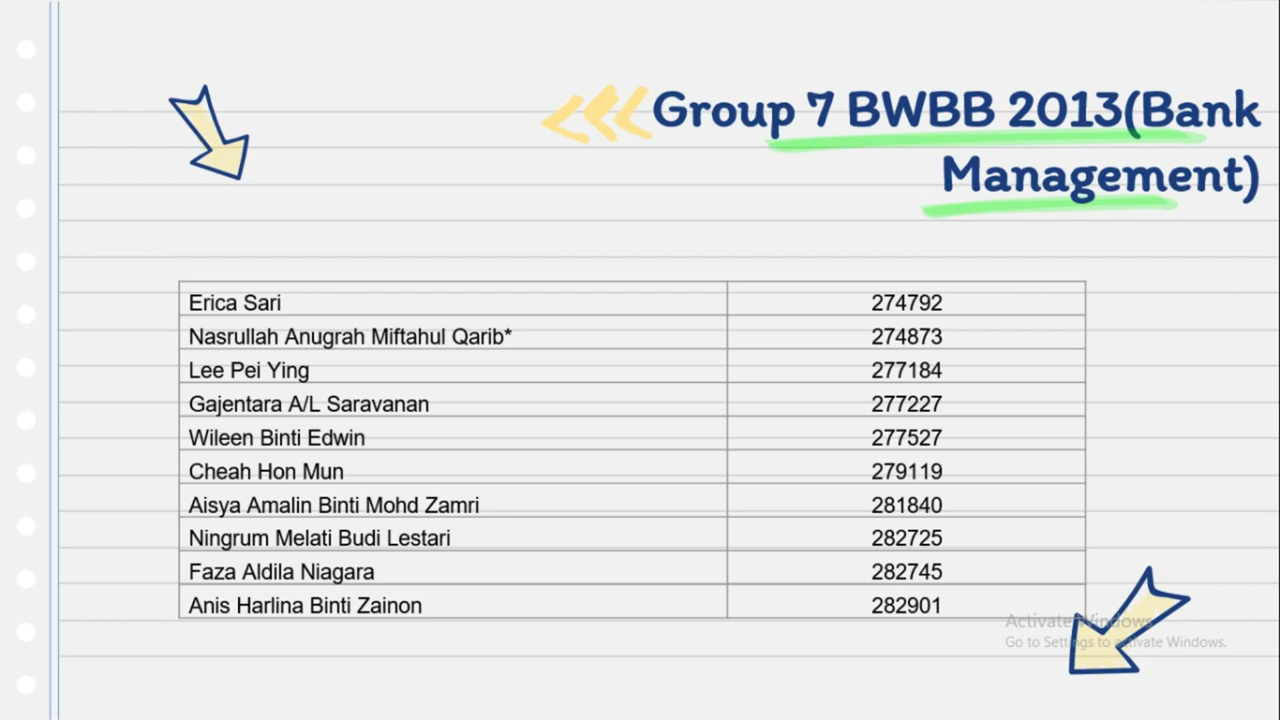 Group 7 BWBB 2013(Bank
Management)
Erica Sari 274792
Nasrullah Anugrah Miftahul Qarib* 274873
Lee Pei Ying 277184
Gajentara A/L Saravanan 277227
Wileen Binti Edwin 277527
Cheah Hon Mun 279119
Aisya Amalin Binti Mohd Zamri 281840
Ningrum Melati Budi Lestari 282725
Faza Aldila Niagara 282745
Anis Harlina Binti Zainon 282901
Activate Windows
Go to Settings to activate Windows.